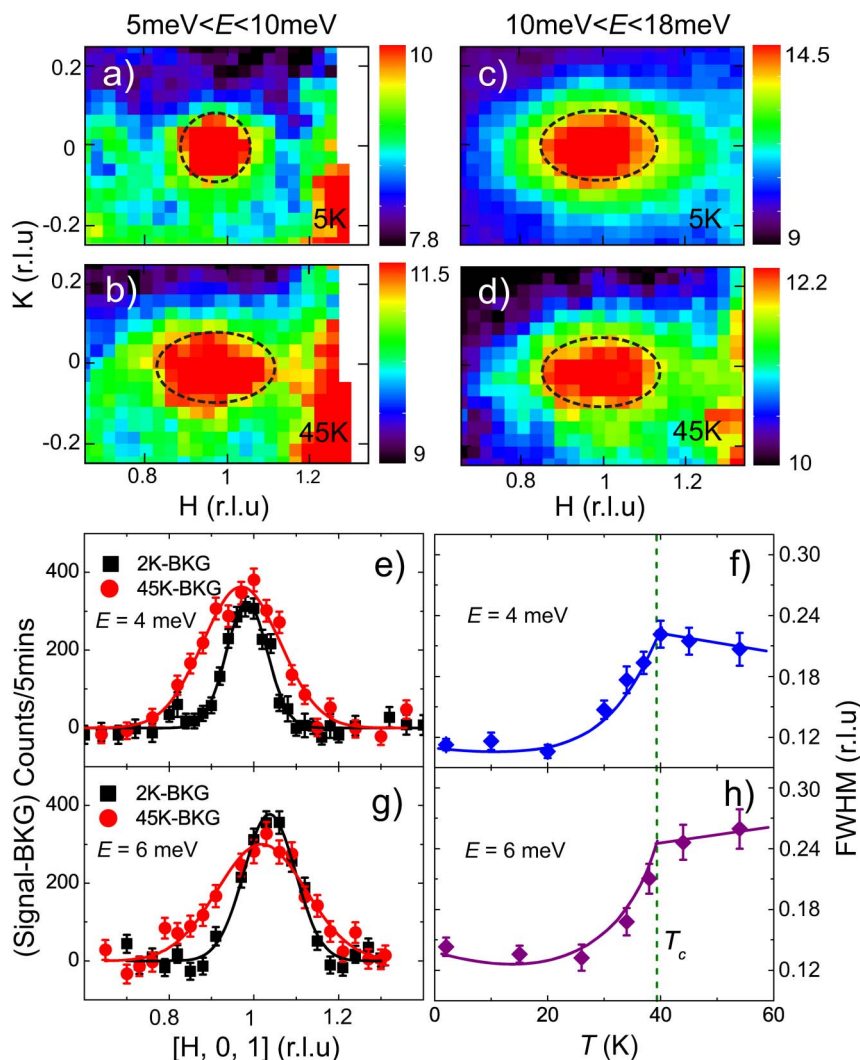 5meV<E<10meV
10meV<E<18meV
a)
5K
0.2
0
-0.2
10
7.8
c)
5K
14.5
9
b)
45K
0.2
0
-0.2
11.5
9
d)
45K
12.2
10
K (r.l.u)
0.8
1
1.2
0.8
1
1.2
H (r.l.u)
H (r.l.u)
e)
2K-BKG
45K-BKG
E = 4 meV
400
200
0
f)
E = 4 meV
0.30
0.24
0.18
0.12
g)
2K-BKG
45K-BKG
E = 6 meV
400
200
0
h)
E = 6 meV
Tc
0.30
0.24
0.18
0.12
(Signal-BKG) Counts/5mins
FWHM (r.l.u)
0.8
1
1.2
[H, 0, 1] (r.l.u)
0
20
40
60
T (K)